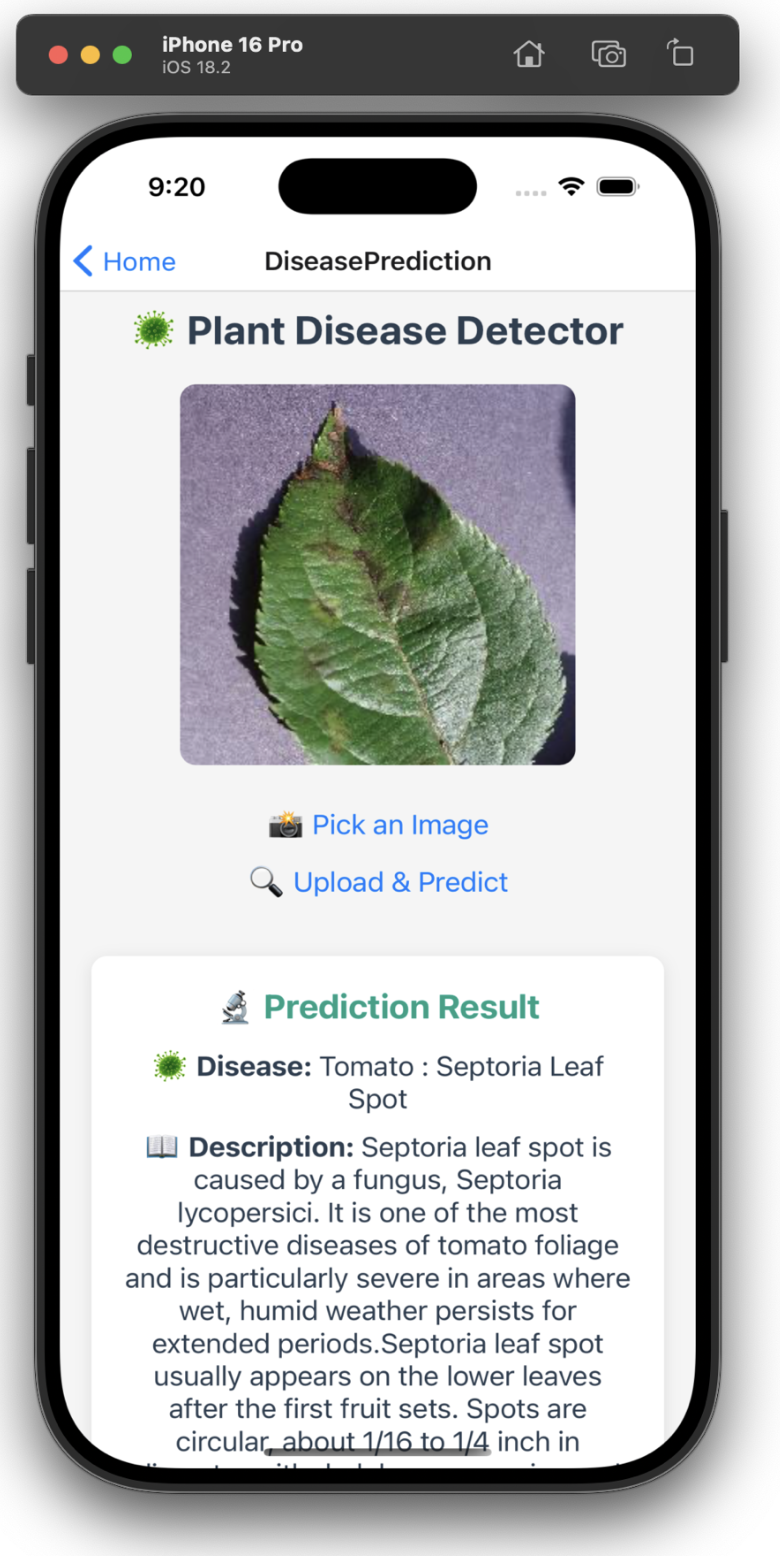 iPhone 16 Pro
iOS 18.2
9:20
Home
DiseasePrediction
Plant Disease Detector
Pick an Image
Upload & Predict
Prediction Result
Disease: Tomato : Septoria Leaf
Spot
Description: Septoria leaf spot is
caused by a fungus, Septoria
lycopersici. It is one of the most
destructive diseases of tomato foliage
and is particularly severe in areas where
wet, humid weather persists for
extended periods.Septoria leaf spot
usually appears on the lower leaves
after the first fruit sets. Spots are
circular, about 1/16 to 1/4 inch in